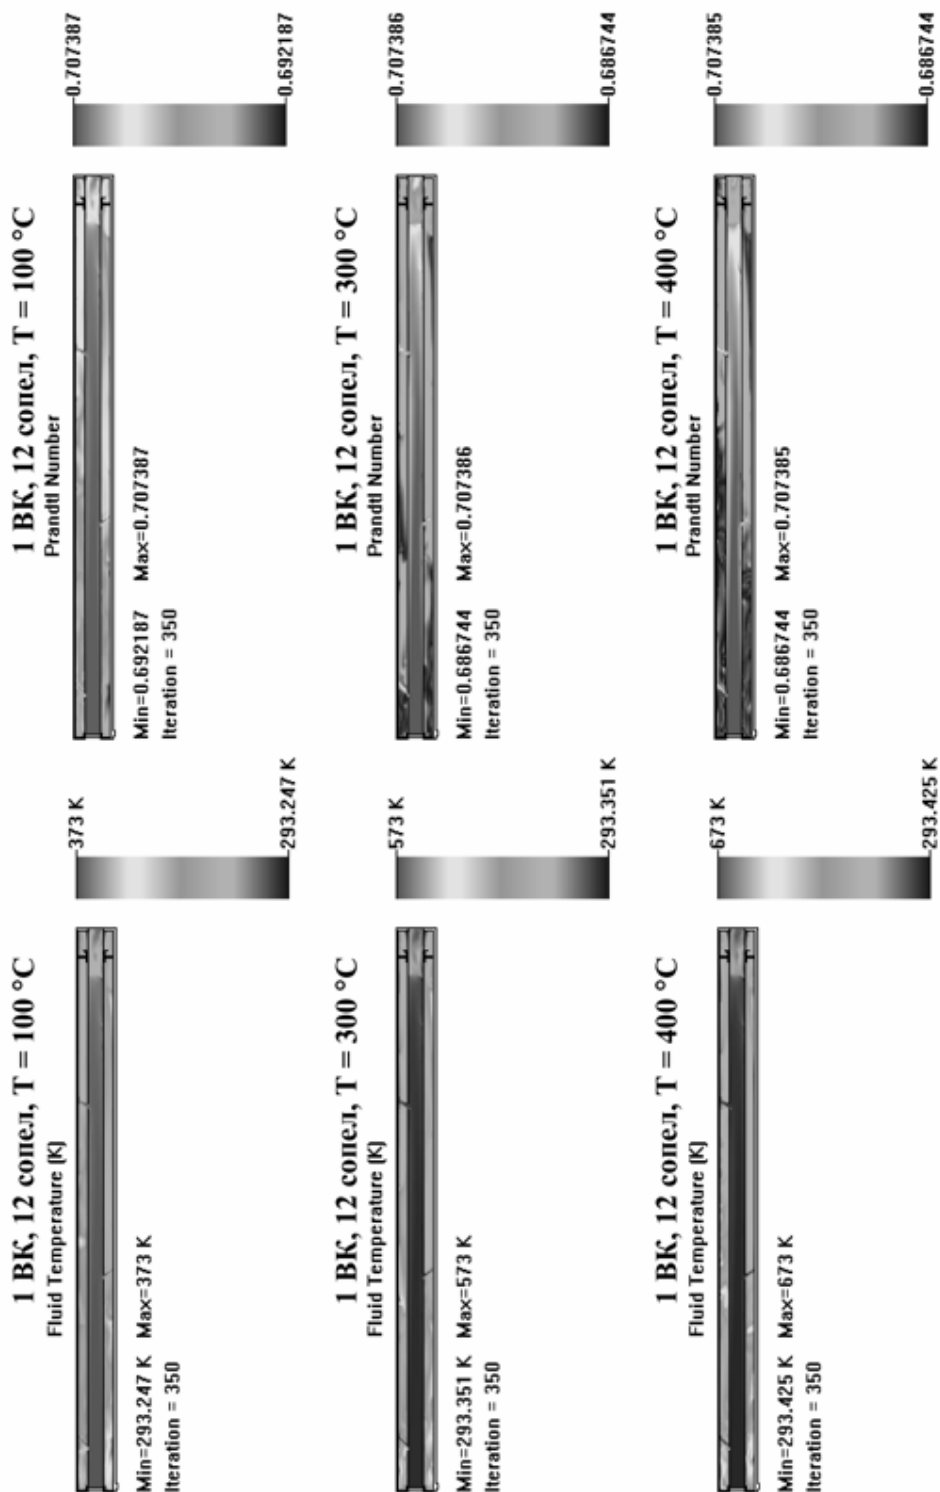 1 ВК, 12 сопел, T = 100 °C
Fluid Temperature (K)
373 K
293.247 K
Min=293.247 K Max=373 K
Iteration = 350
1 ВК, 12 сопел, T = 100 °C
Prandtl Number
0.707387
0.692187
Min=0.692187 Max=0.707387
Iteration = 350
1 ВК, 12 сопел, T = 300 °C
Fluid Temperature (K)
573 K
293.351 K
Min=293.351 K Max=573 K
Iteration = 350
1 ВК, 12 сопел, T = 300 °C
Prandtl Number
0.707386
0.686744
Min=0.686744 Max=0.707386
Iteration = 350
1 ВК, 12 сопел, T = 400 °C
Fluid Temperature (K)
673 K
293.425 K
Min=293.425 K Max=673 K
Iteration = 350
1 ВК, 12 сопел, T = 400 °C
Prandtl Number
0.707385
0.686744
Min=0.686744 Max=0.707385
Iteration = 350